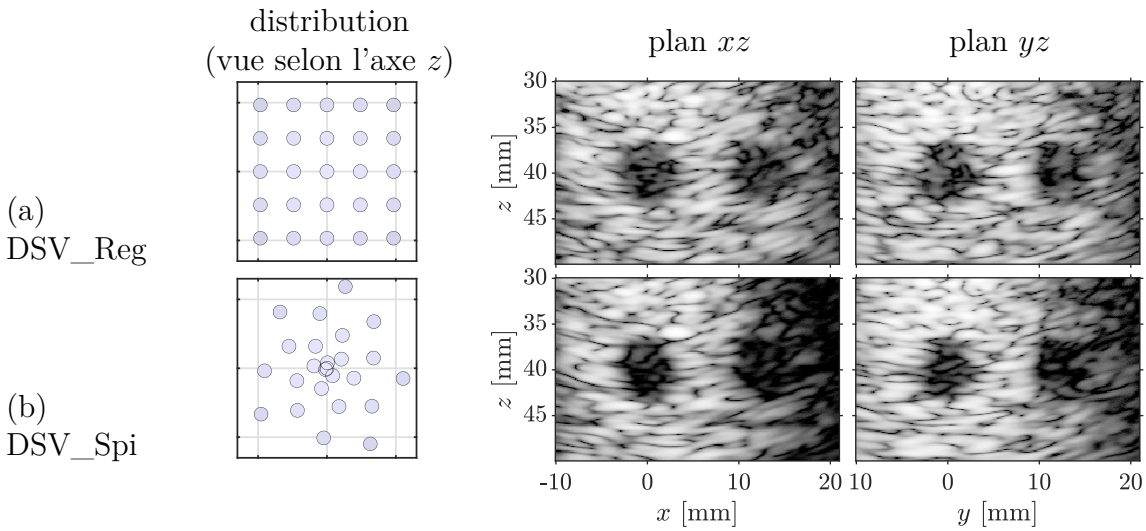 distribution
(vue selon l'axe z)
plan xz
plan yz
(a)
DSV_Reg
z [mm]
30
35
40
45
(b)
DSV_Spi
z [mm]
30
35
40
45
-10
0
10
20
x [mm]
10
0
10
20
y [mm]